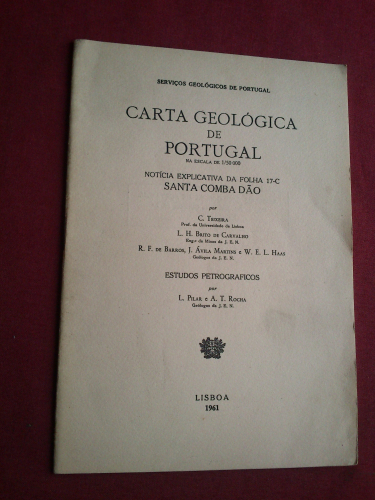 SERVIÇOS GEOLÓGICOS DE PORTUGAL
CARTA GEOLÓGICA
DE
PORTUGAL
NA ESCALA DE 1/50 000
NOTÍCIA EXPLICATIVA DA FOLHA 17-C
SANTA COMBA DÃO
por
C. TEIXEIRA
Prof. da Universidade de Lisboa
L. H. BRITO DE CARVALHO
Eng.º de Minas da J. E. N.
R. F. DE BARROS, J. ÁVILA MARTINS E W. E. L. HAAS
Geólogos da J. E. N.
ESTUDOS PETROGRAFICOS
por
L. PILAR e A. T. ROCHA
Geólogos da J. E. N.
LISBOA
1961